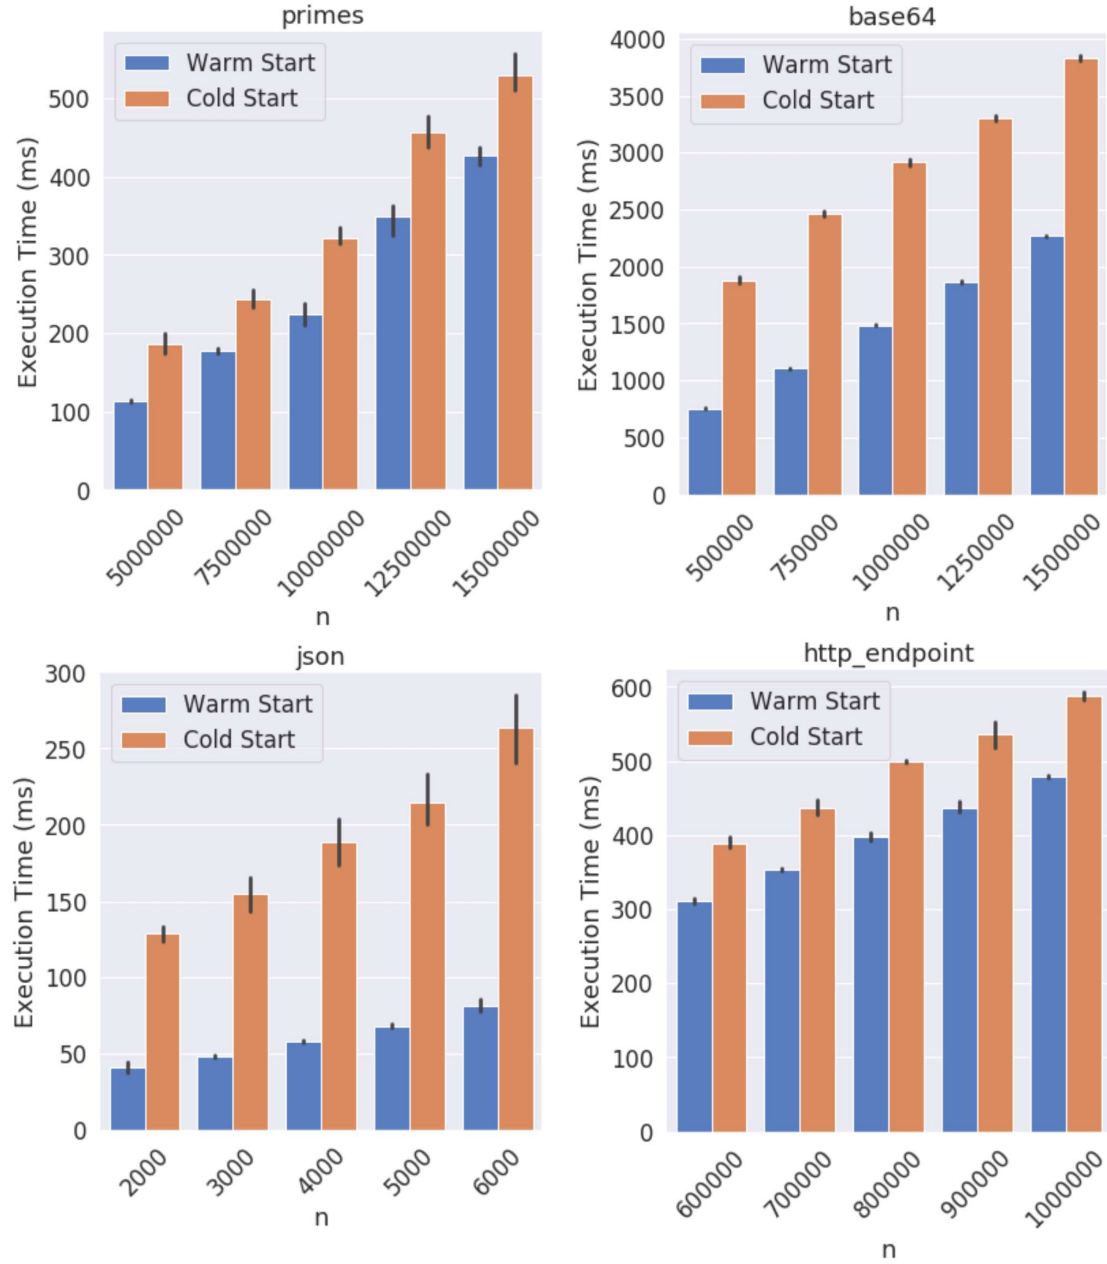 primes
Warm Start
Cold Start
Execution Time (ms)
500
400
300
200
100
0
5000000
7500000
10000000
12500000
15000000
n
base64
Warm Start
Cold Start
Execution Time (ms)
4000
3500
3000
2500
2000
1500
1000
500
0
500000
750000
1000000
1250000
1500000
n
json
Warm Start
Cold Start
Execution Time (ms)
300
250
200
150
100
50
0
2000
3000
4000
5000
6000
n
http_endpoint
Warm Start
Cold Start
Execution Time (ms)
600
500
400
300
200
100
0
600000
700000
800000
900000
1000000
n